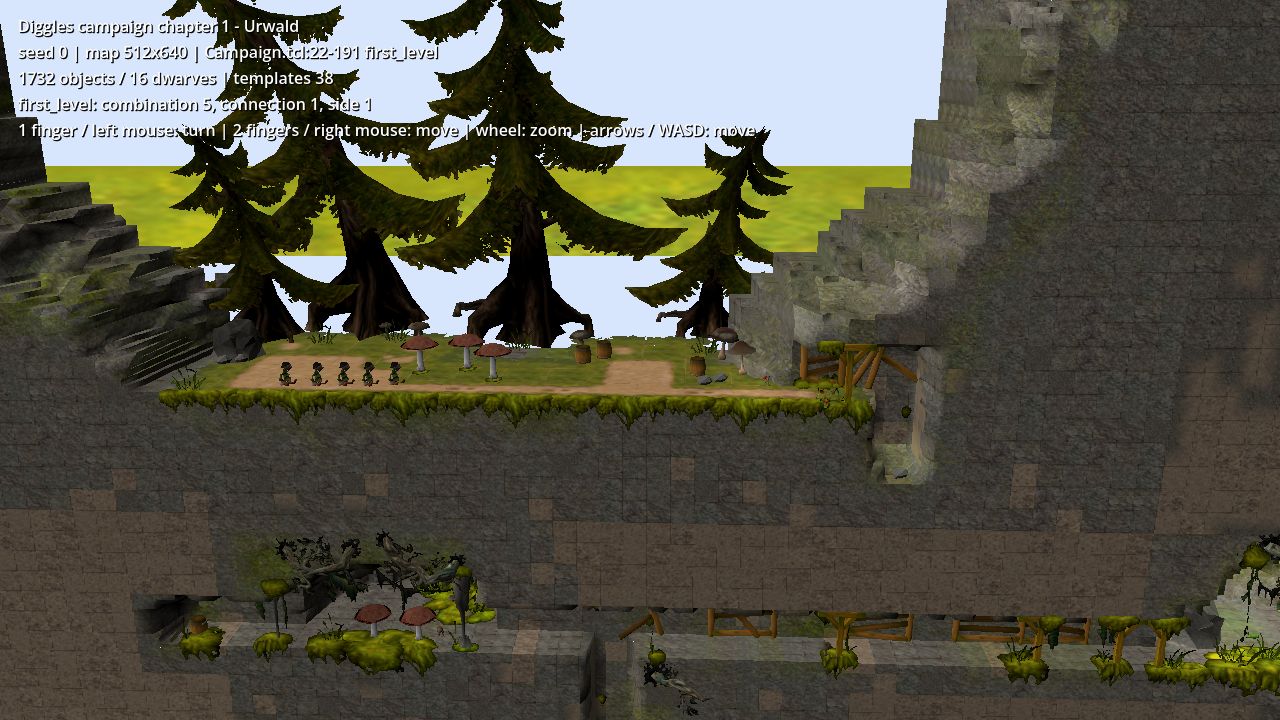 Diggles campaign chapter 1 - Urwald
seed 0 | map 512x640 | Campaign.tcl:22-191 first_level
1732 objects / 16 dwarves | templates 38
first_level: combination 5, connection 1, side 1
1 finger / left mouse: turn | 2 fingers / right mouse: move | wheel: zoom | arrows / WASD: move